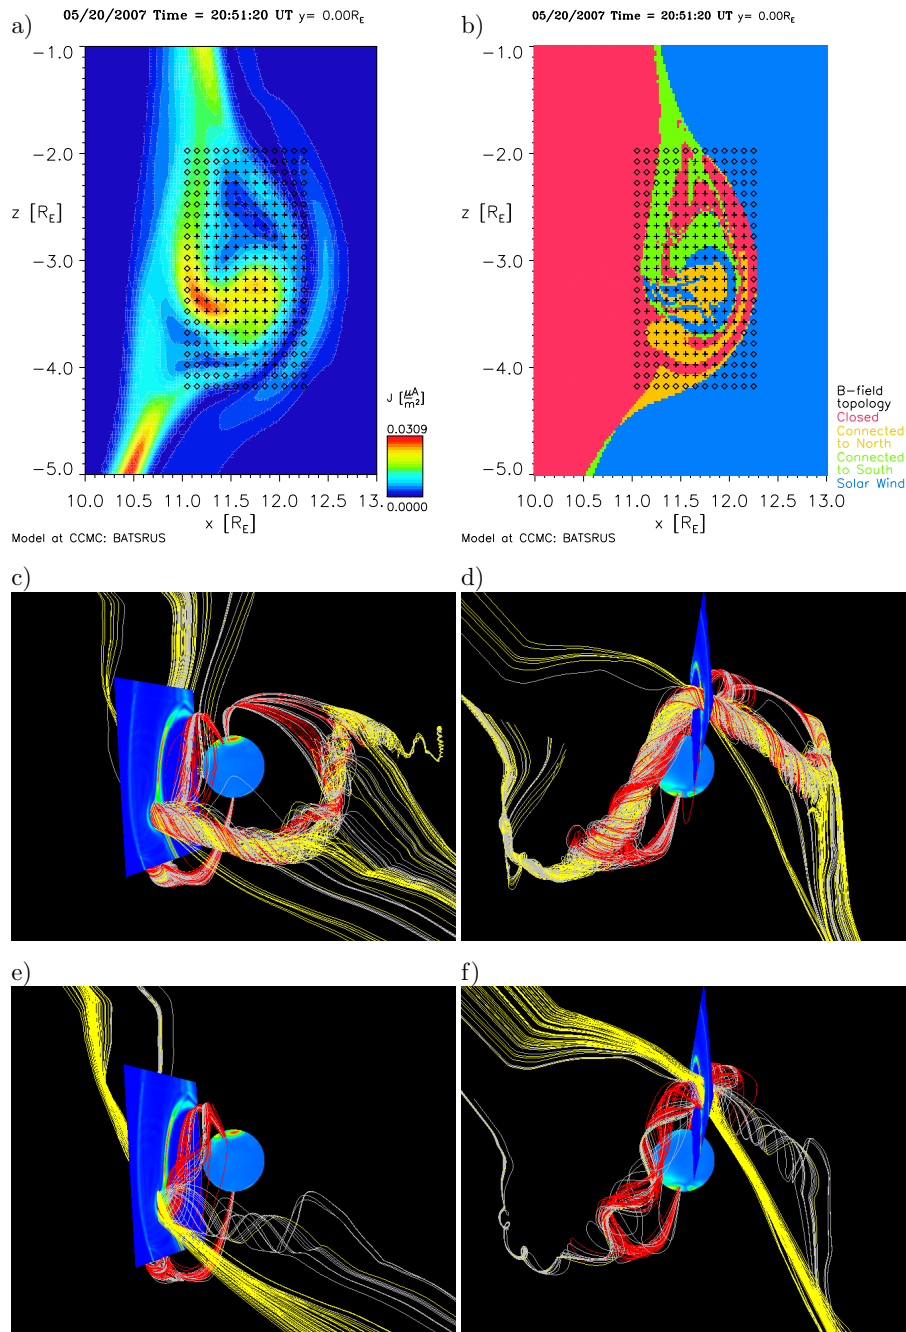 a)
05/20/2007 Time = 20:51:20 UT y= 0.00R_E
-1.0
-2.0
z [R_E]
-3.0
-4.0
-5.0
10.0 10.5 11.0 11.5 12.0 12.5 13.
x [R_E]
J [μA/m²]
0.0309
0.0000
Model at CCMC: BATSRUS
b)
05/20/2007 Time = 20:51:20 UT y= 0.00R_E
-1.0
-2.0
z [R_E]
-3.0
-4.0
-5.0
10.0 10.5 11.0 11.5 12.0 12.5 13.0
x [R_E]
B-field
topology
Closed
Connected
to North
Connected
to South
Solar Wind
Model at CCMC: BATSRUS
c)
d)
e)
f)